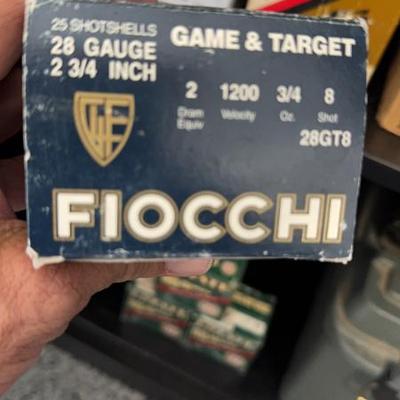 25 SHOTSHELLS
28 GAUGE
2 3/4 INCH
GAME & TARGET
2 1200 3/4 8
Dram Equiv Velocity Oz. Shot
28GT8
FIOCCHI